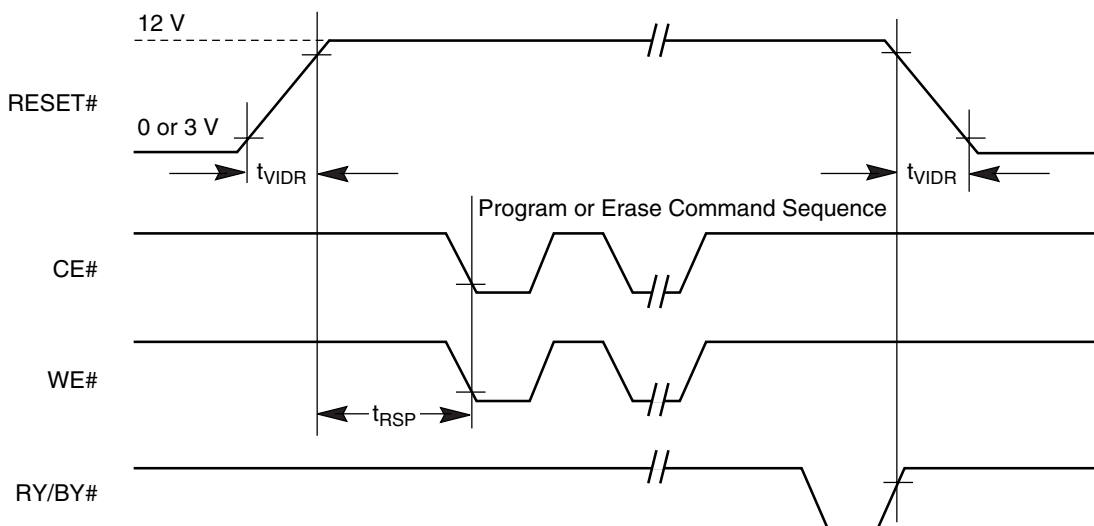 12 V
RESET#
0 or 3 V
tVIDR
tVIDR
Program or Erase Command Sequence
CE#
WE#
tRSP
RY/BY#